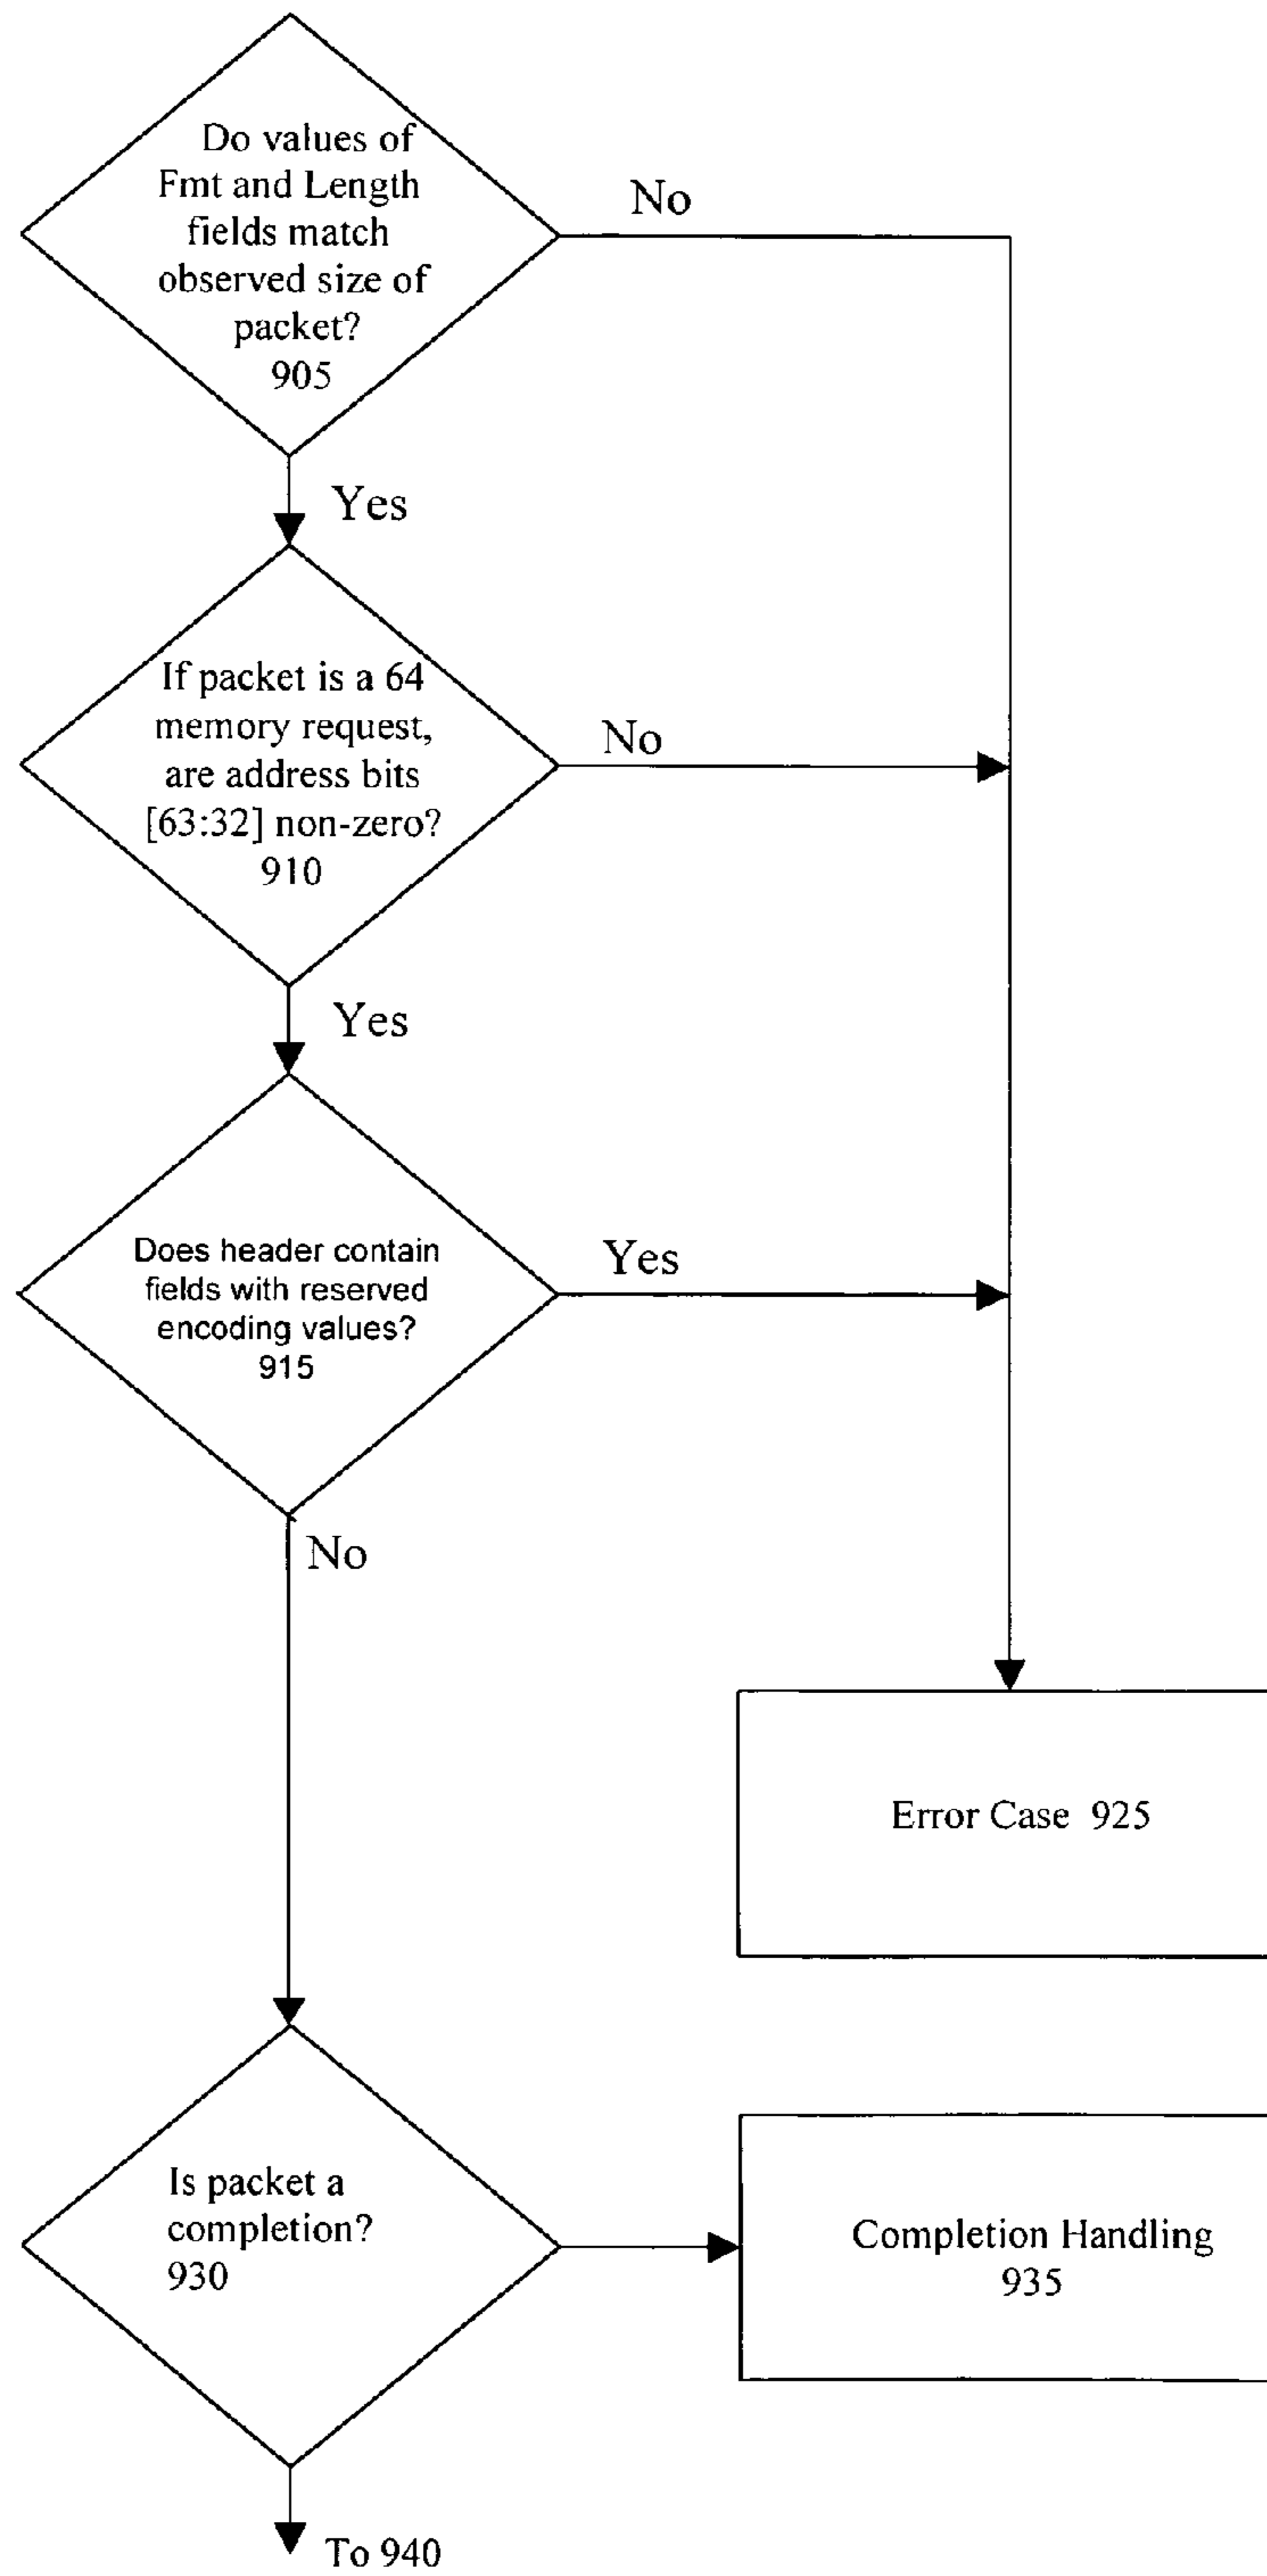 Do values of
Fmt and Length
fields match
observed size of
packet?
905
No
Yes
If packet is a 64
memory request,
are address bits
[63:32] non-zero?
910
No
Yes
Does header contain
fields with reserved
encoding values?
915
Yes
No
Error Case 925
Is packet a
completion?
930
Completion Handling
935
To 940